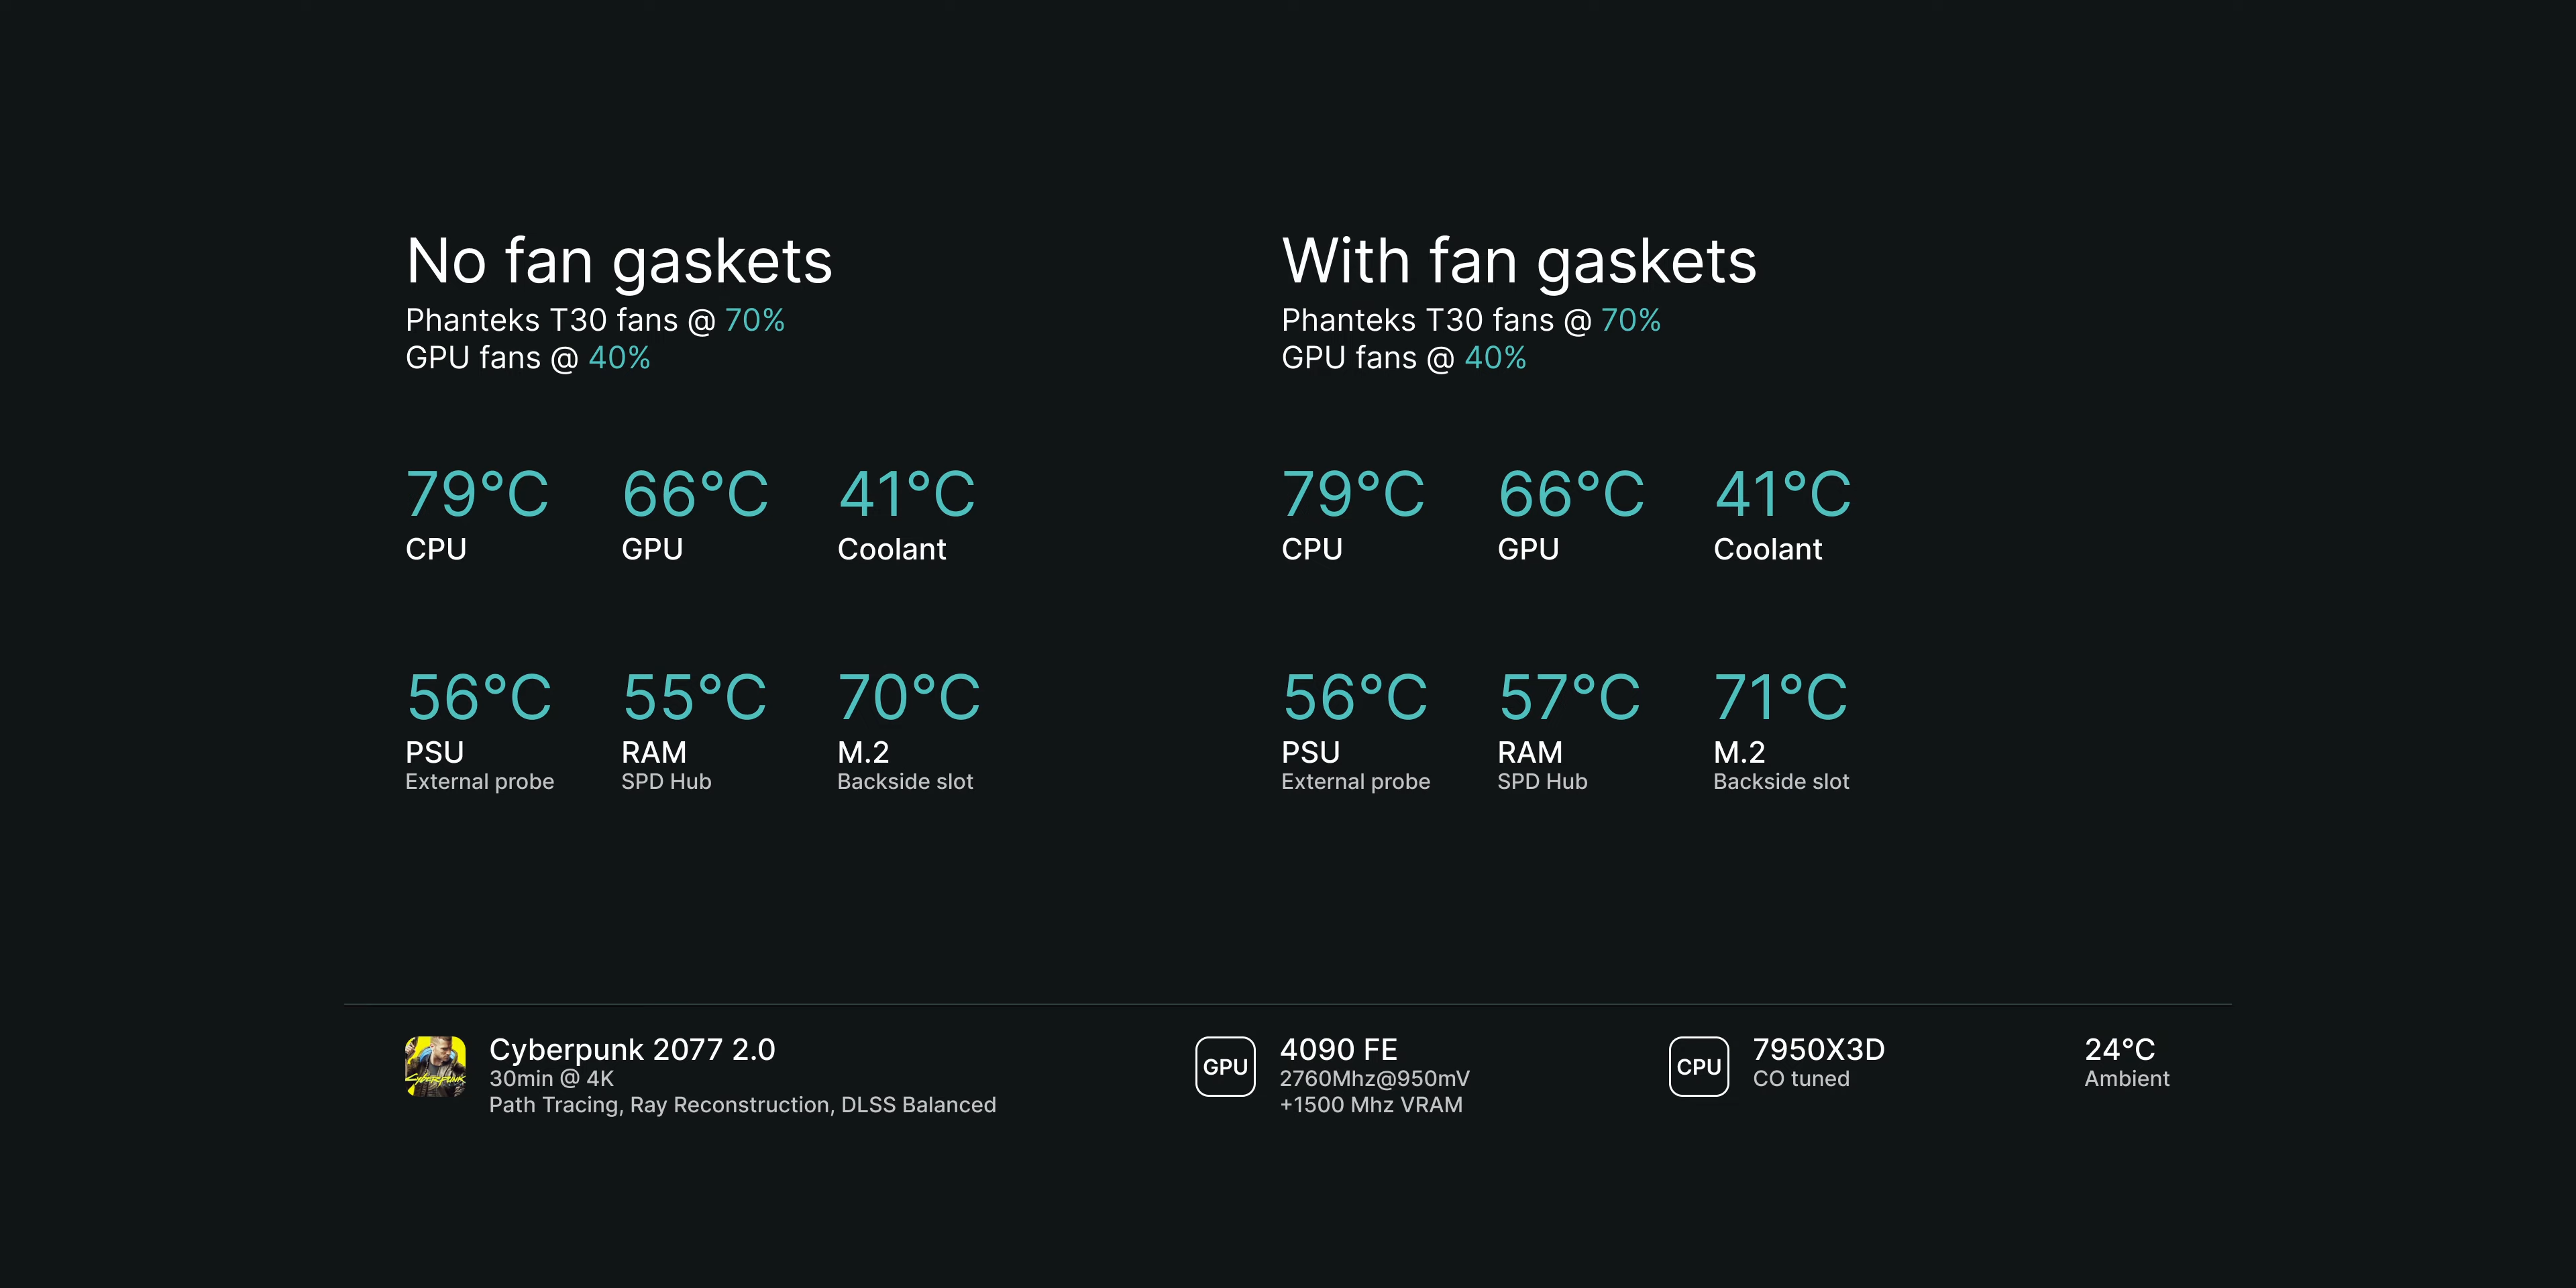 No fan gaskets
Phanteks T30 fans @ 70%
GPU fans @ 40%
79°C 66°C 41°C
CPU GPU Coolant
56°C 55°C 70°C
PSU RAM M.2
External probe SPD Hub Backside slot
With fan gaskets
Phanteks T30 fans @ 70%
GPU fans @ 40%
79°C 66°C 41°C
CPU GPU Coolant
56°C 57°C 71°C
PSU RAM M.2
External probe SPD Hub Backside slot
Cyberpunk
Cyberpunk 2077 2.0
30min @ 4K
Path Tracing, Ray Reconstruction, DLSS Balanced
GPU
4090 FE
2760Mhz@950mV
+1500 Mhz VRAM
CPU
7950X3D
CO tuned
24°C
Ambient